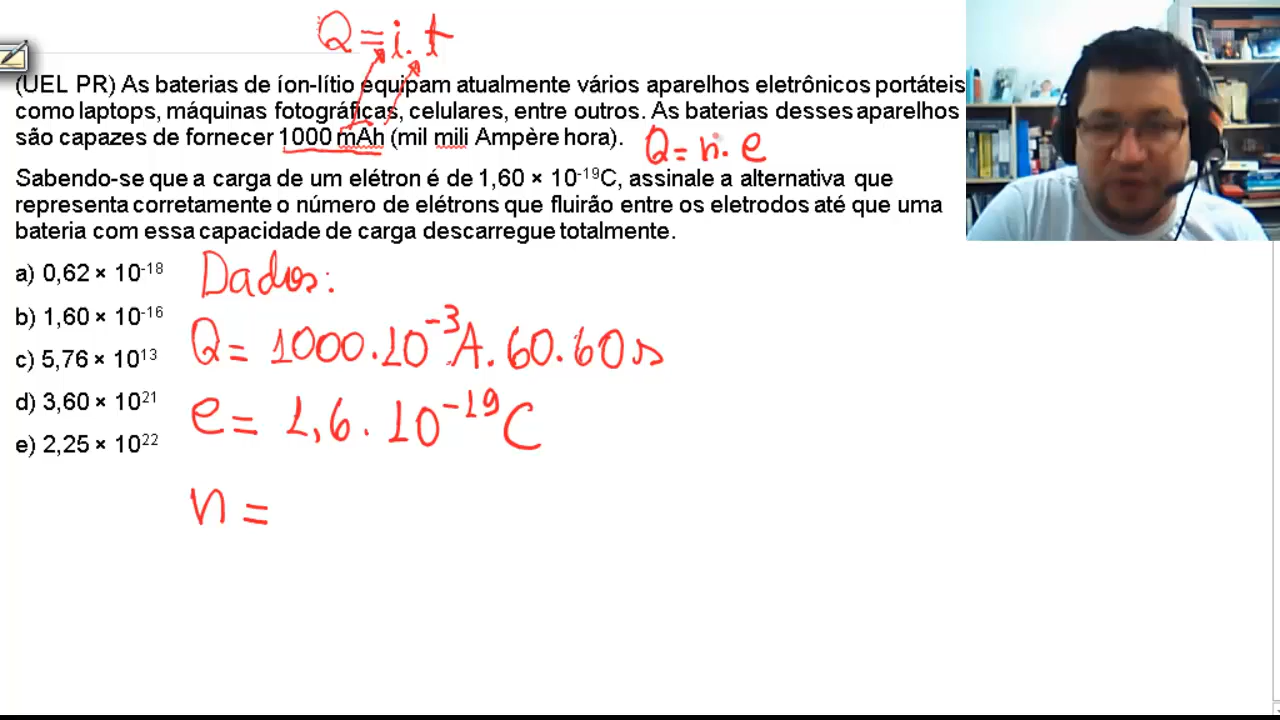 Q = i. t
(UEL PR) As baterias de íon-lítio equipam atualmente vários aparelhos eletrônicos portáteis
como laptops, máquinas fotográficas, celulares, entre outros. As baterias desses aparelhos
são capazes de fornecer 1000 mAh (mil mili Ampère hora).
Q = n. e
Sabendo-se que a carga de um elétron é de 1,60 × 10⁻¹⁹C, assinale a alternativa que
representa corretamente o número de elétrons que fluirão entre os eletrodos até que uma
bateria com essa capacidade de carga descarregue totalmente.
a) 0,62 × 10⁻¹⁸
b) 1,60 × 10⁻¹⁶
c) 5,76 × 10¹³
d) 3,60 × 10²¹
e) 2,25 × 10²²
Dados:
Q = 1000.10⁻³A.60.60s
e = 1,6.10⁻¹⁹C
n =